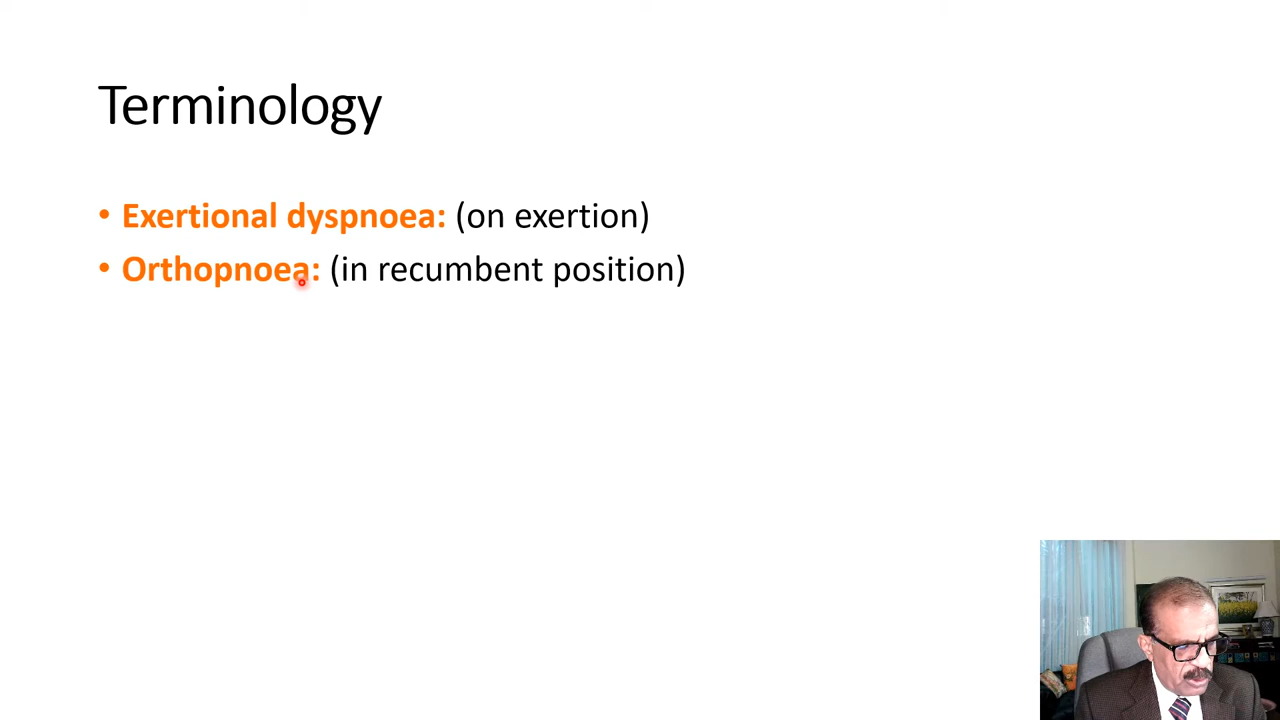 Terminology
• Exertional dyspnoea: (on exertion)
• Orthopnoea: (in recumbent position)